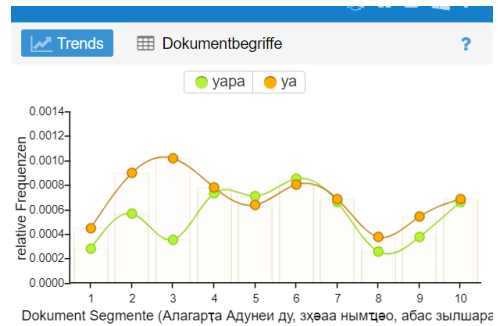 Trends Dokumentbegriffe ?
уара уа
0.0014
0.0012
0.0010
0.0008
0.0006
0.0004
0.0002
0.0000
relative Frequenzen
1 2 3 4 5 6 7 8 9 10
Dokument Segmente (Алагарҭа Адунеи ду, зҳәаа нымҵәо, абас зылшара